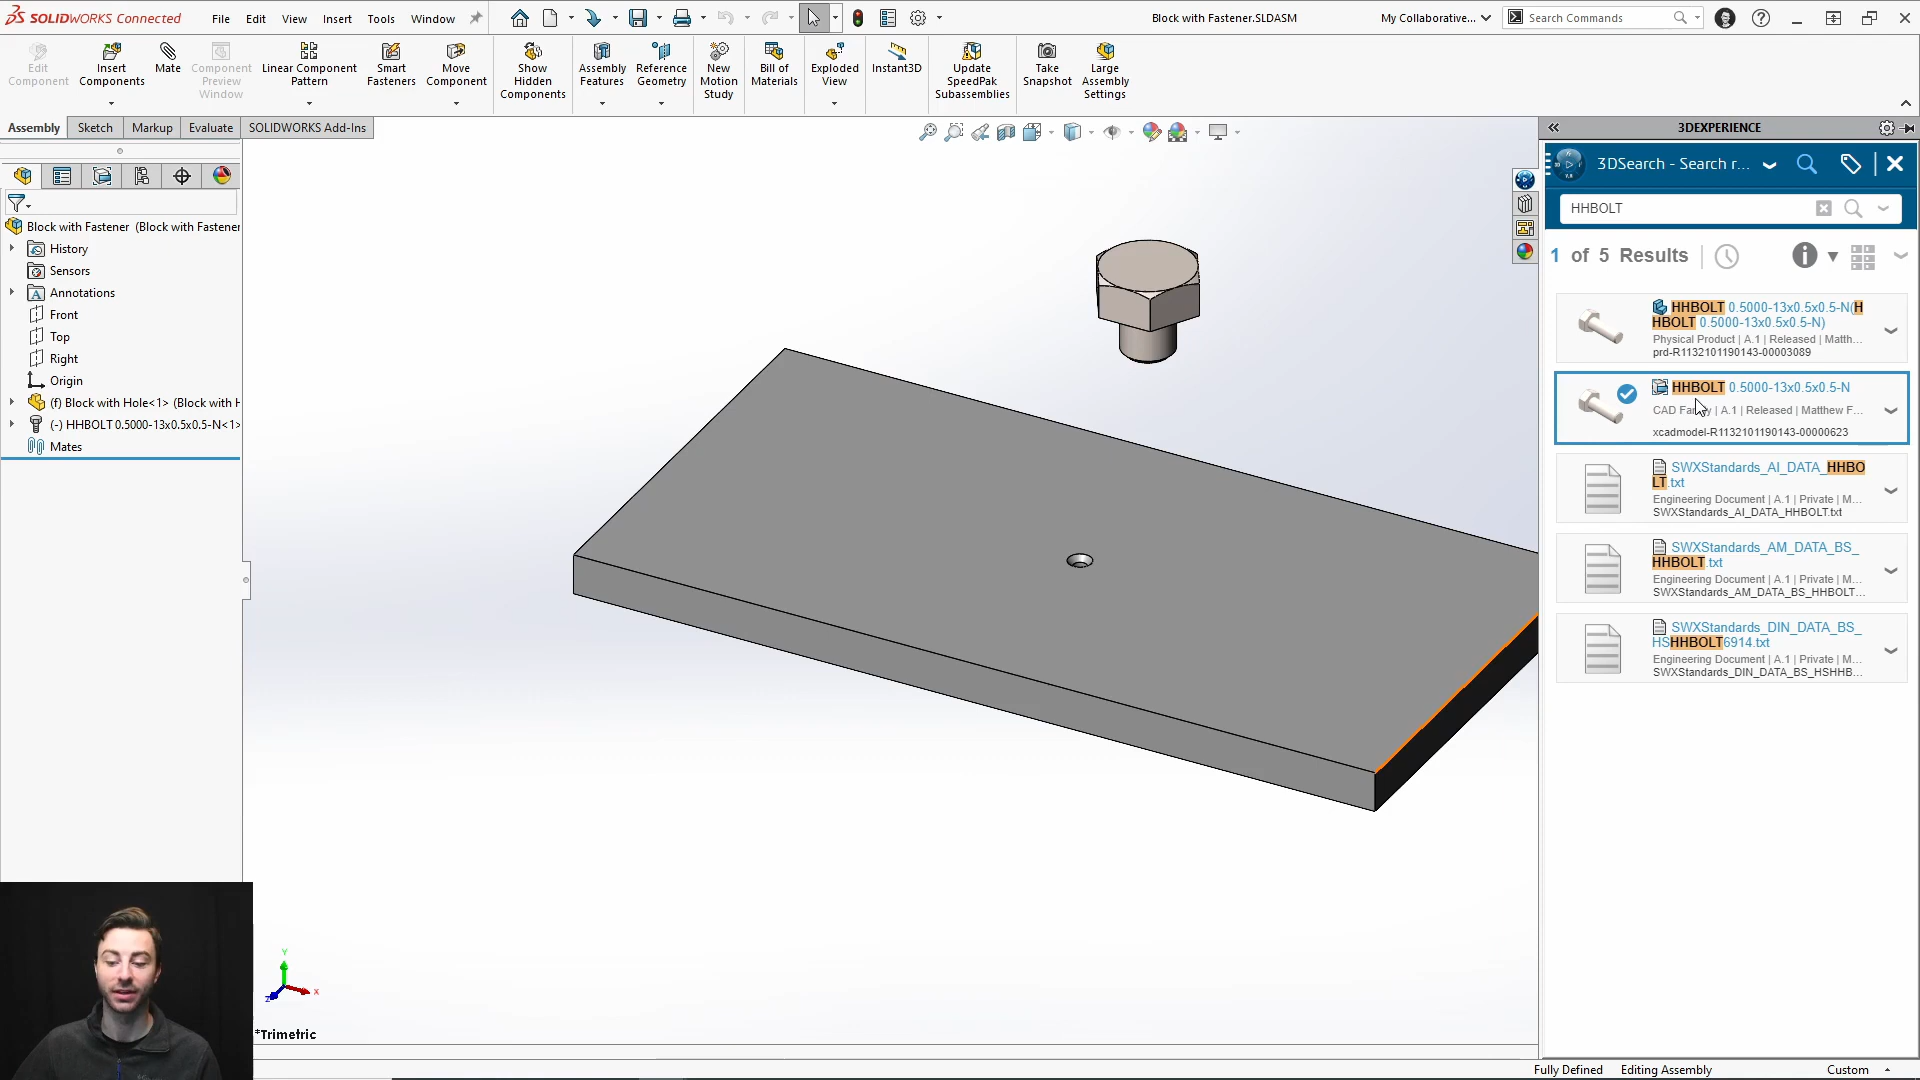 SOLIDWORKS Connected
File Edit View Insert Tools Window
Block with Fastener.SLDASM
My Collaborative...
Search Commands
Edit Component
Insert Components
Mate
Component Preview Window
Linear Component Pattern
Smart Fasteners
Move Component
Show Hidden Components
Assembly Features
Reference Geometry
New Motion Study
Bill of Materials
Exploded View
Instant3D
Update SpeedPak Subassemblies
Take Snapshot
Large Assembly Settings
Assembly Sketch Markup Evaluate SOLIDWORKS Add-Ins
Block with Fastener (Block with Fastener
History
Sensors
Annotations
Front
Top
Right
Origin
(f) Block with Hole<1> (Block with H
(-) HHBOLT 0.5000-13x0.5x0.5-N<1>
Mates
Y
X
Z
*Trimetric
3DEXPERIENCE
3DSearch - Search r...
HHBOLT
1 of 5 Results
HHBOLT 0.5000-13x0.5x0.5-N(H
HBOLT 0.5000-13x0.5x0.5-N)
Physical Product | A.1 | Released | Matth...
prd-R1132101190143-00003089
HHBOLT 0.5000-13x0.5x0.5-N
| A.1 | Released | Matthew F...
xcadmodel-R1132101190143-00000623
SWXStandards_AI_DATA_HHBO
LT.txt
Engineering Document | A.1 | Private | M...
SWXStandards_AI_DATA_HHBOLT.txt
SWXStandards_AM_DATA_BS_
HHBOLT.txt
Engineering Document | A.1 | Private | M...
SWXStandards_AM_DATA_BS_HHBOLT...
SWXStandards_DIN_DATA_BS_
HSHHBOLT6914.txt
Engineering Document | A.1 | Private | M...
SWXStandards_DIN_DATA_BS_HSHHB...
Fully Defined Editing Assembly Custom